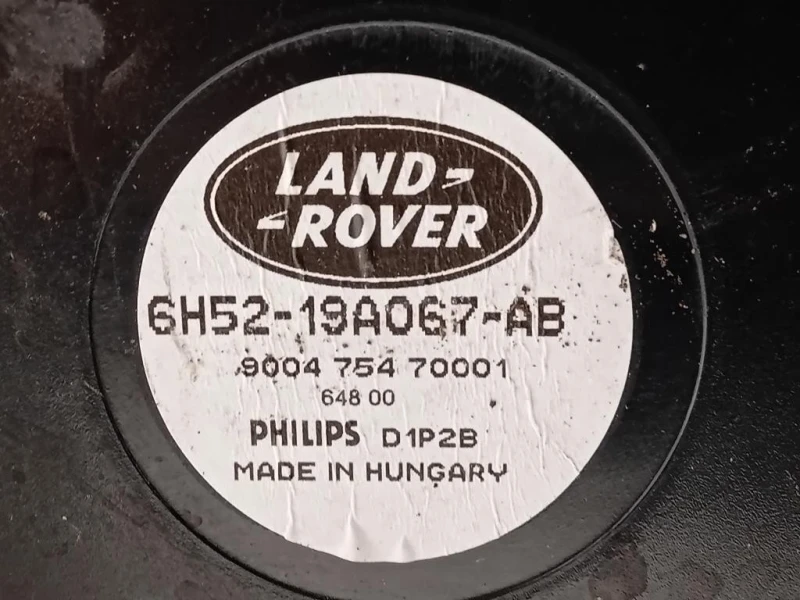 LAND
ROVER
6H52-19A067-AB
9004 754 70001
648 00
PHILIPS D1P2B
MADE IN HUNGARY